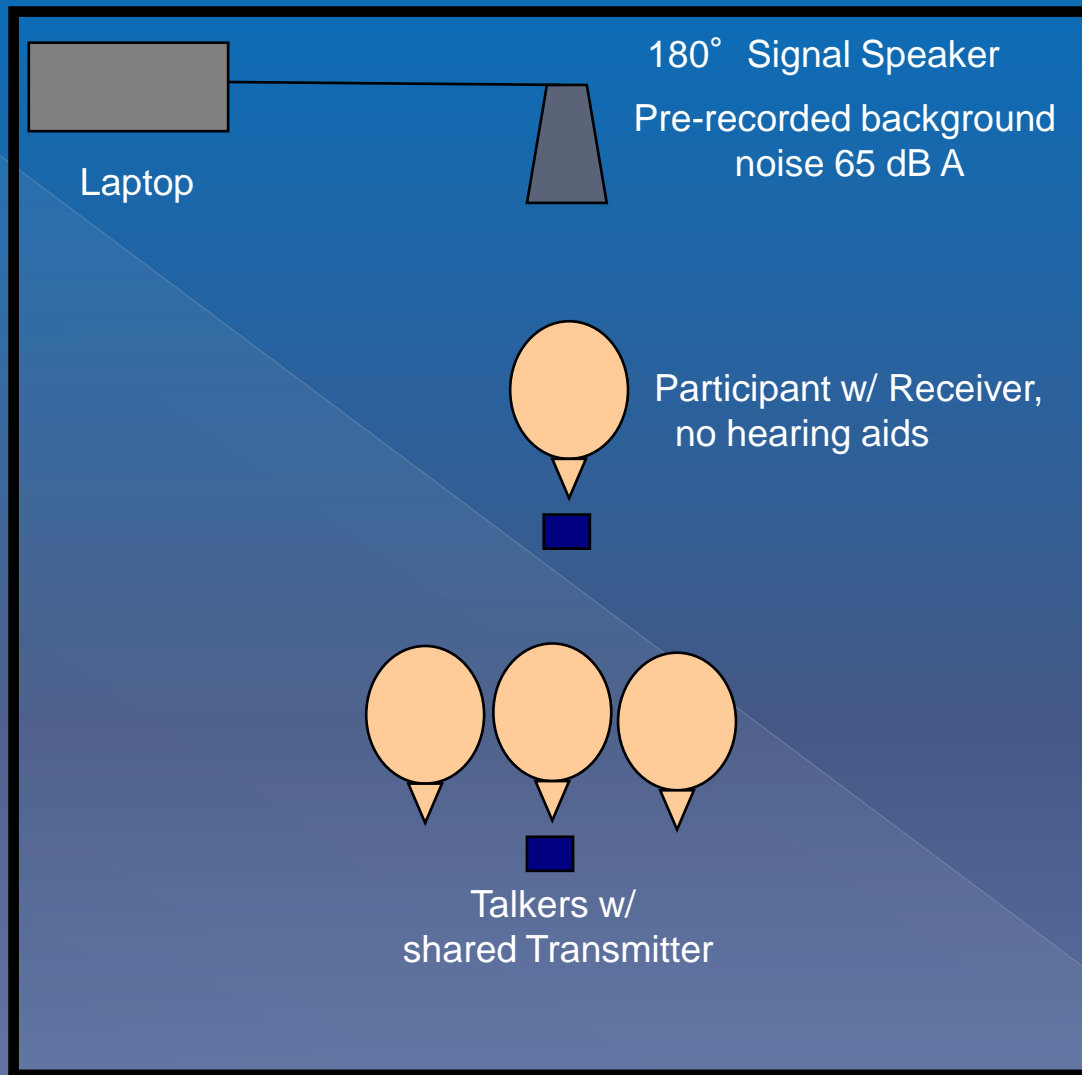 180° Signal Speaker
Pre-recorded background
noise 65 dB A
Laptop
Participant w/ Receiver,
no hearing aids
Talkers w/
shared Transmitter